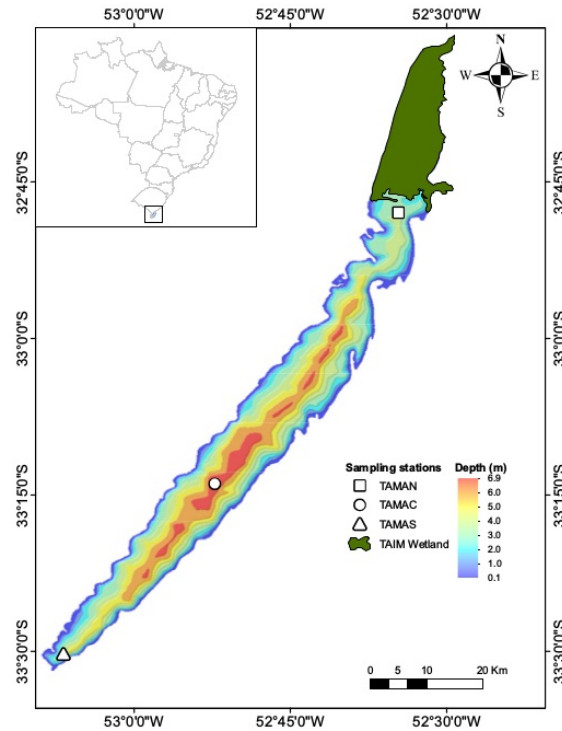 53°0'0"W 52°45'0"W 52°30'0"W
N
W E
S
32°45'0"S 32°45'0"S
33°0'0"S 33°0'0"S
33°15'0"S 33°15'0"S
33°30'0"S 33°30'0"S
Sampling stations
TAMAN
TAMAC
TAMAS
TAIM Wetland
Depth (m)
6.9
6.0
5.0
4.0
3.0
2.0
1.0
0.1
0 5 10 20 Km
53°0'0"W 52°45'0"W 52°30'0"W